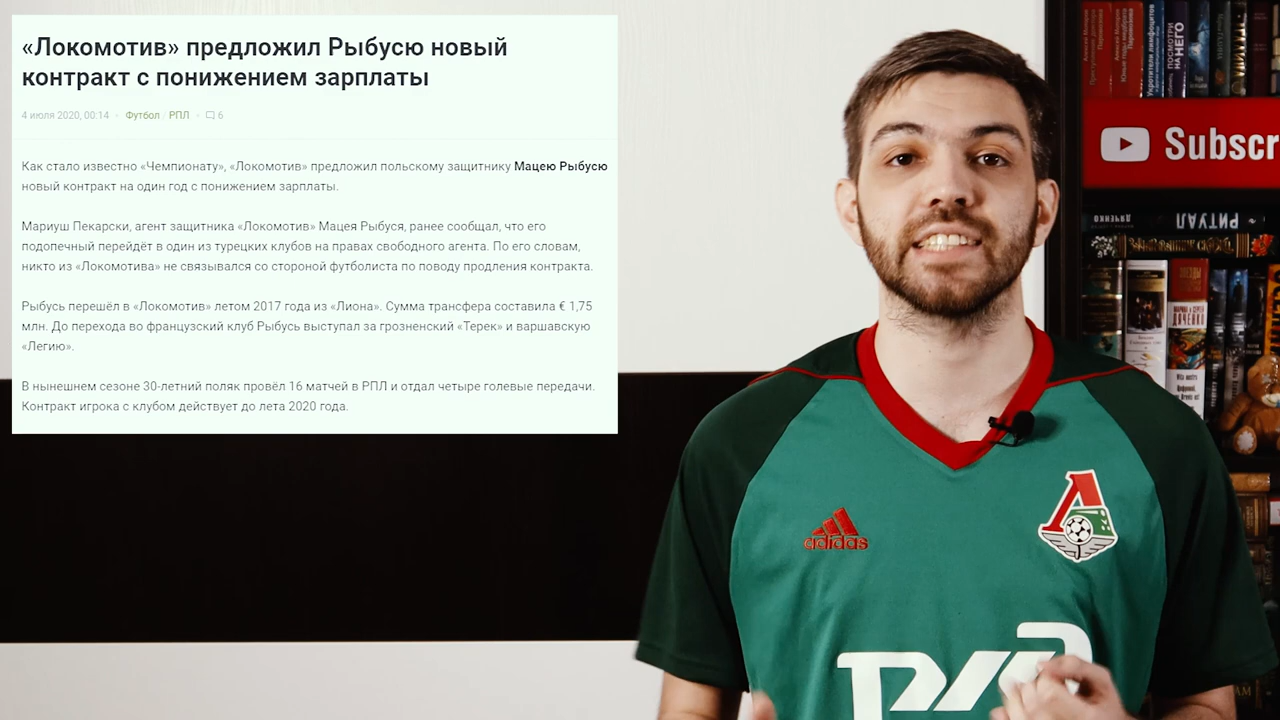 «Локомотив» предложил Рыбусю новый
контракт с понижением зарплаты
4 июля 2020, 00:14 • Футбол / РПЛ • 6
Как стало известно «Чемпионату», «Локомотив» предложил польскому защитнику Мацею Рыбусю
новый контракт на один год с понижением зарплаты.
Мариуш Пекарски, агент защитника «Локомотив» Мацея Рыбуся, ранее сообщал, что его
подопечный перейдёт в один из турецких клубов на правах свободного агента. По его словам,
никто из «Локомотива» не связывался со стороной футболиста по поводу продления контракта.
Рыбусь перешёл в «Локомотив» летом 2017 года из «Лиона». Сумма трансфера составила € 1,75
млн. До перехода во французский клуб Рыбусь выступал за грозненский «Терек» и варшавскую
«Легию».
В нынешнем сезоне 30-летний поляк провёл 16 матчей в РПЛ и отдал четыре голевые передачи.
Контракт игрока с клубом действует до лета 2020 года.
ПОСМОТРИ
НА НЕГО
Subscr
РИТУАЛ
ДЯЧЕНКО
adidas